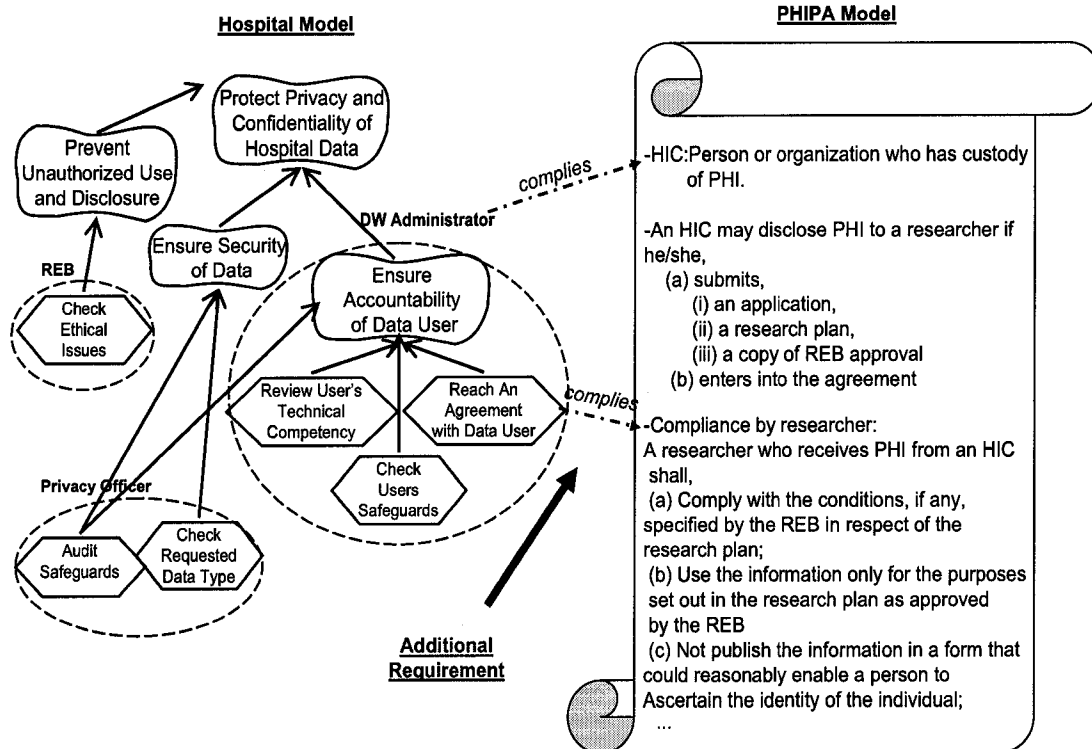 Hospital Model
Protect Privacy and
Confidentiality of
Hospital Data
Prevent
Unauthorized Use
and Disclosure
DW Administrator
Ensure Security
of Data
REB
Ensure
Accountability
of Data User
Check
Ethical
Issues
Review User's
Technical
Competency
Reach An
Agreement
with Data User
Check
Users
Safeguards
Privacy Officer
Audit
Safeguards
Check
Requested
Data Type
complies
complies
Additional
Requirement
PHIPA Model
-HIC:Person or organization who has custody
of PHI.
-An HIC may disclose PHI to a researcher if
he/she,
(a) submits,
(i) an application,
(ii) a research plan,
(iii) a copy of REB approval
(b) enters into the agreement
-Compliance by researcher:
A researcher who receives PHI from an HIC
shall,
(a) Comply with the conditions, if any,
specified by the REB in respect of the
research plan;
(b) Use the information only for the purposes
set out in the research plan as approved
by the REB
(c) Not publish the information in a form that
could reasonably enable a person to
Ascertain the identity of the individual;
...